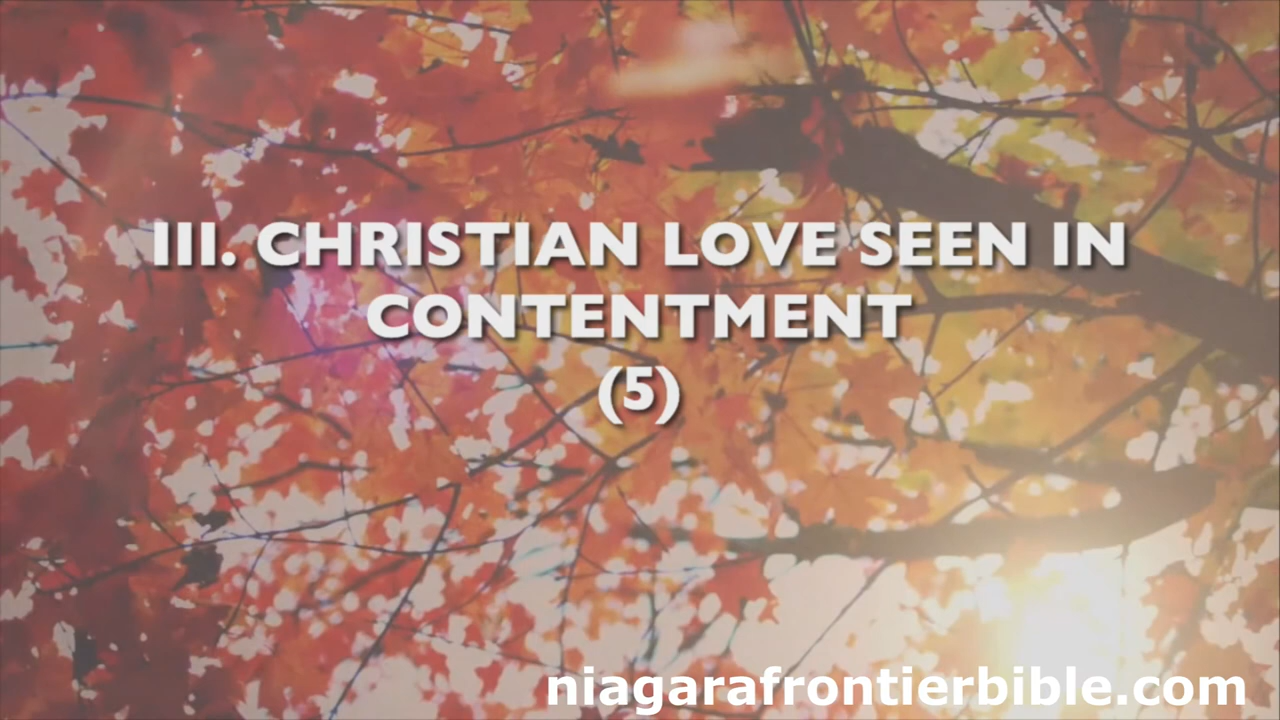 III. CHRISTIAN LOVE SEEN IN
CONTENTMENT
(5)
niagarafrontierbible.com